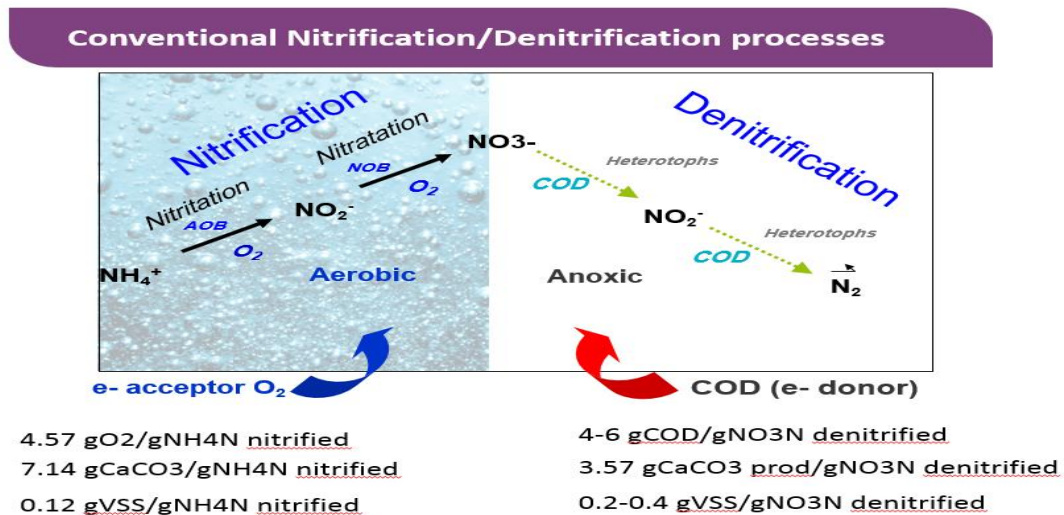 Conventional Nitrification/Denitrification processes
Nitrification
Nitritation
AOB
O₂
NH₄⁺
NO₂⁻
Nitratation
NOB
O₂
NO3-
Aerobic
Denitrification
Heterotophs
COD
NO₂⁻
Heterotophs
COD
N₂
Anoxic
e- acceptor O₂
COD (e- donor)
4.57 gO2/gNH4N nitrified
7.14 gCaCO3/gNH4N nitrified
0.12 gVSS/gNH4N nitrified
4-6 gCOD/gNO3N denitrified
3.57 gCaCO3 prod/gNO3N denitrified
0.2-0.4 gVSS/gNO3N denitrified